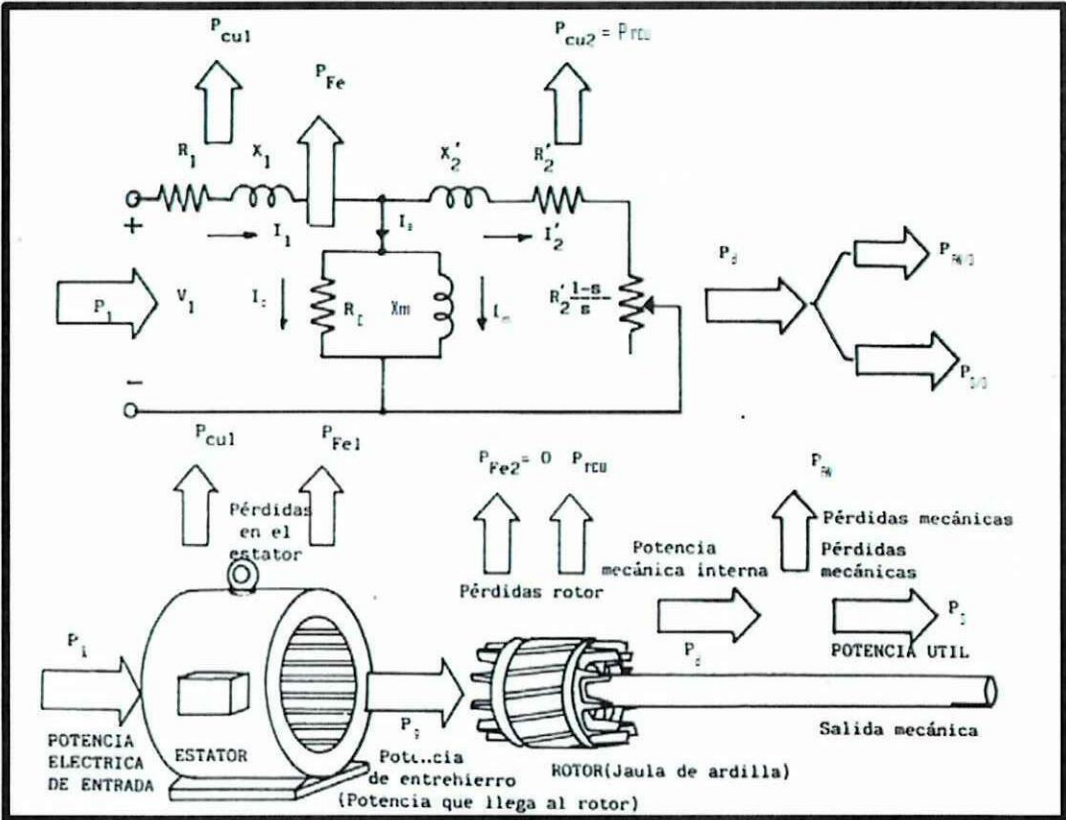 P cu1
P Fe
P cu2 = P rcu
R 1
X 1
X 2 '
R 2 '
+
I 1
I 2 '
P 1
V 1
X m
I m
R 2 ' 1-s
s
P d
−
P cu1
P Fe1
P Fe2 = 0 P rcu
Pérdidas
en el
estator
Pérdidas rotor
Potencia
mecánica interna
Pérdidas mecánicas
Pérdidas
mecánicas
P d
POTENCIA UTIL
P g
POTENCIA
ELECTRICA
DE ENTRADA
ESTATOR
de entrehierro
(Potencia que llega al rotor)
ROTOR(Jaula de ardilla)
Salida mecánica